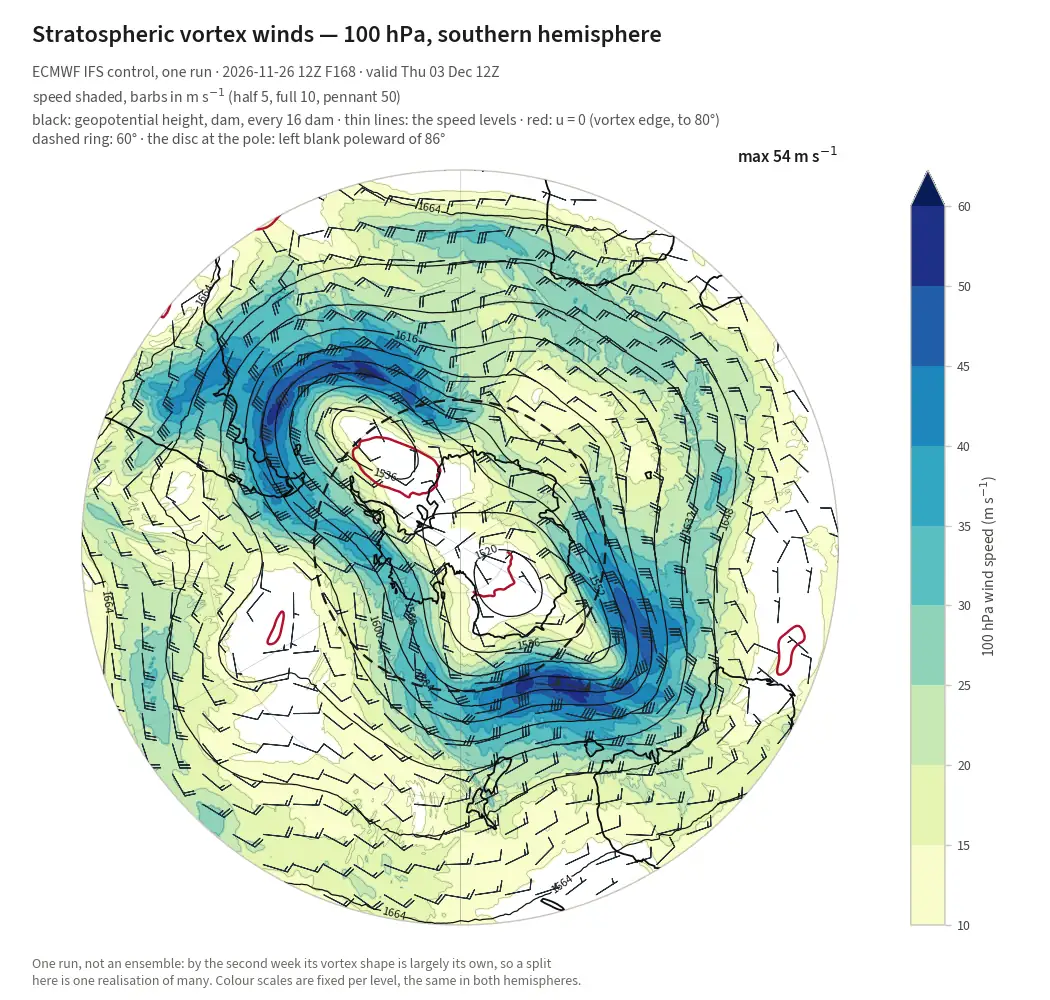 Stratospheric vortex winds — 100 hPa, southern hemisphere
ECMWF IFS control, one run · 2026-11-26 12Z F168 · valid Thu 03 Dec 12Z
speed shaded, barbs in m s⁻¹ (half 5, full 10, pennant 50)
black: geopotential height, dam, every 16 dam · thin lines: the speed levels · red: u = 0 (vortex edge, to 80°)
dashed ring: 60° · the disc at the pole: left blank poleward of 86°
max 54 m s⁻¹
60
50
45
40
35
30
25
20
15
10
100 hPa wind speed (m s⁻¹)
1664
1664
1616
1536
1520
1632
1648
1552
1664
1600
1536
1664
1664
One run, not an ensemble: by the second week its vortex shape is largely its own, so a split
here is one realisation of many. Colour scales are fixed per level, the same in both hemispheres.